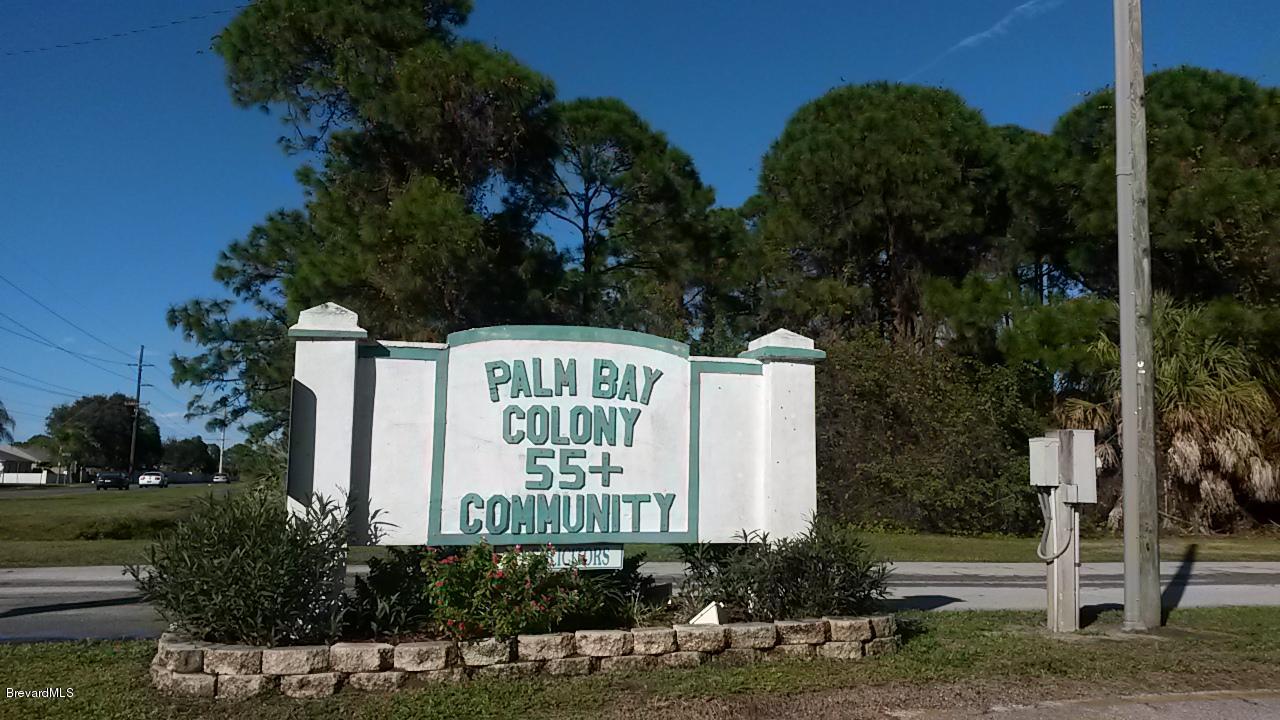 PALM BAY
COLONY
55+
COMMUNITY
BrevardMLS